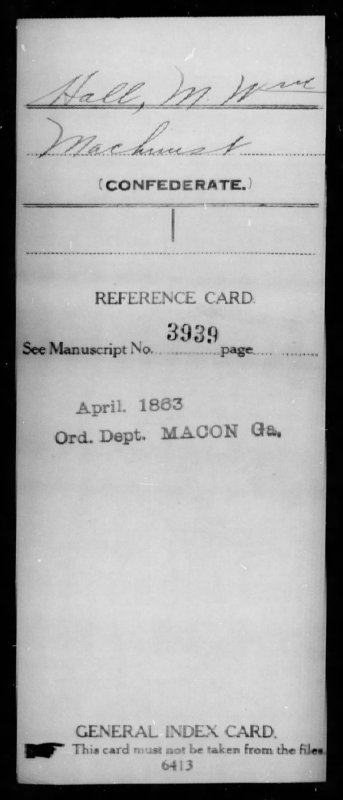 Hall, M. Wm
Machinist
(CONFEDERATE.)
REFERENCE CARD.
See Manuscript No. 3939 page
April. 1863
Ord. Dept. MACON Ga.
GENERAL INDEX CARD.
This card must not be taken from the files.
6413